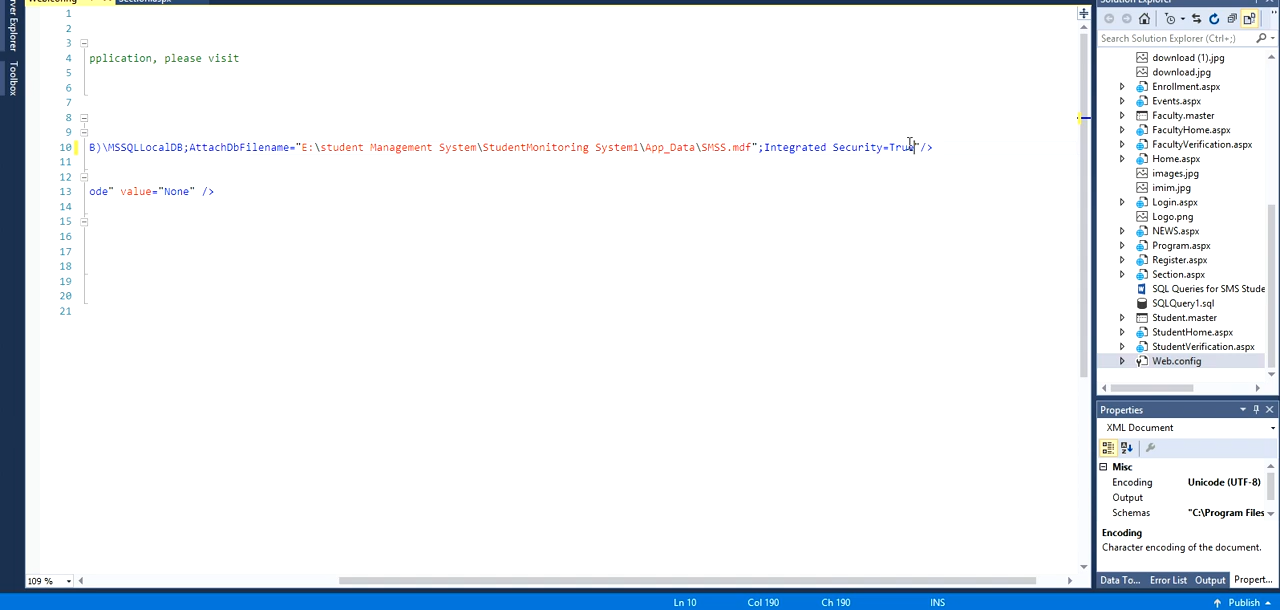 Web.config
Section.aspx
Solution Explorer
Server Explorer
Toolbox
Search Solution Explorer (Ctrl+;)
1
2
3
4 pplication, please visit
5
6
7
8
9
10 B)\MSSQLLocalDB;AttachDbFilename="E:\student Management System\StudentMonitoring System1\App_Data\SMSS.mdf";Integrated Security=True"/>
11
12
13 ode" value="None" />
14
15
16
17
18
19
20
21
download (1).jpg
download.jpg
Enrollment.aspx
Events.aspx
Faculty.master
FacultyHome.aspx
FacultyVerification.aspx
Home.aspx
images.jpg
imim.jpg
Login.aspx
Logo.png
NEWS.aspx
Program.aspx
Register.aspx
Section.aspx
SQL Queries for SMS Stude
SQLQuery1.sql
Student.master
StudentHome.aspx
StudentVerification.aspx
Web.config
Properties
XML Document
Misc
Encoding Unicode (UTF-8)
Output
Schemas "C:\Program Files
Encoding
Character encoding of the document.
109 %
Data To... Error List Output Propert...
Ln 10 Col 190 Ch 190 INS Publish